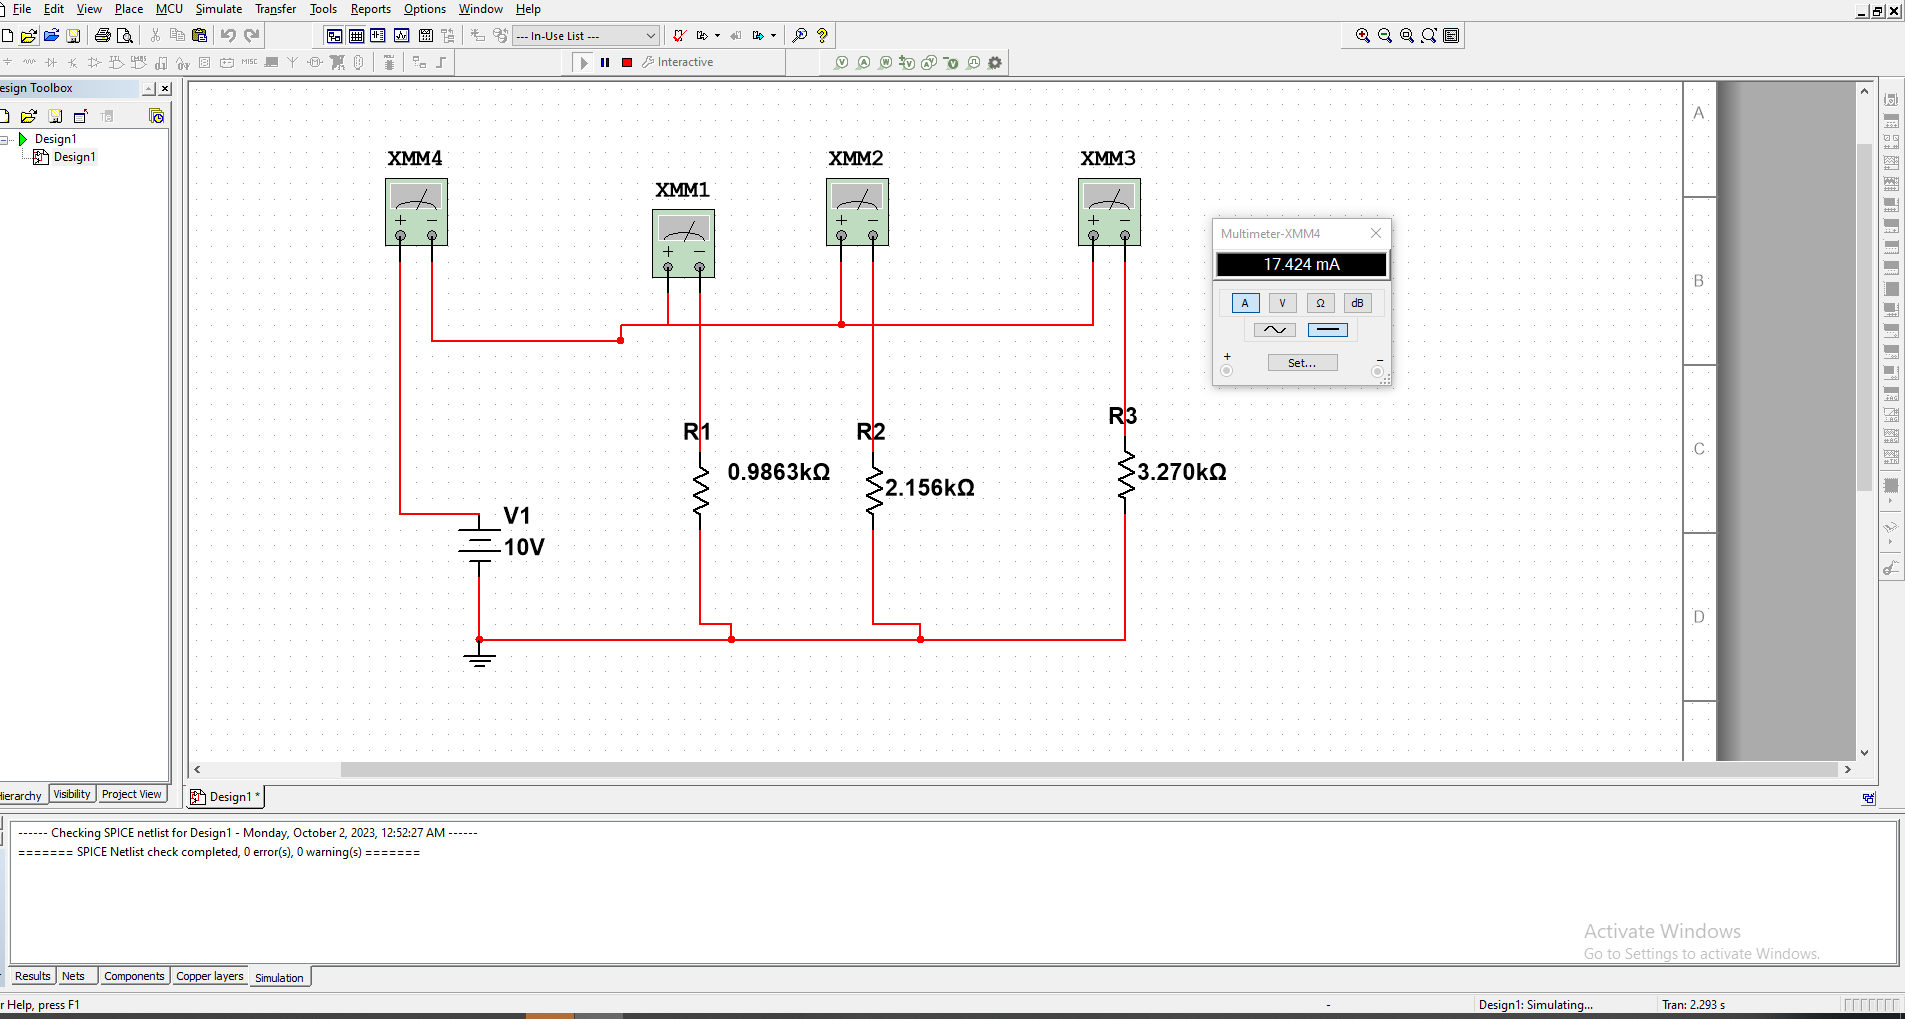 File Edit View Place MCU Simulate Transfer Tools Reports Options Window Help
--- In-Use List ---
MISC
Interactive
esign Toolbox
Design1
Design1
XMM4
XMM1
XMM2
XMM3
Multimeter-XMM4
17.424 mA
A V Ω dB
+ Set... −
R1
0.9863kΩ
R2
2.156kΩ
R3
3.270kΩ
V1
10V
A
B
C
D
Hierarchy Visibility Project View
Design1 *
------ Checking SPICE netlist for Design1 - Monday, October 2, 2023, 12:52:27 AM ------
======= SPICE Netlist check completed, 0 error(s), 0 warning(s) =======
Activate Windows
Go to Settings to activate Windows.
Results Nets Components Copper layers Simulation
r Help, press F1
-
Design1: Simulating...
Tran: 2.293 s